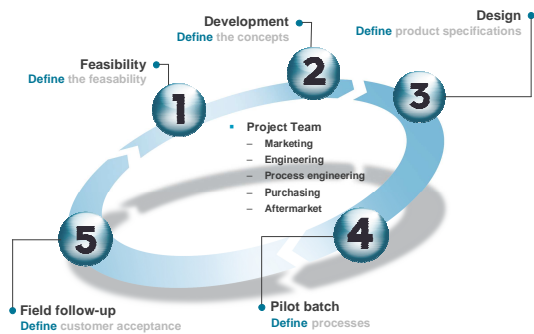 Development
Define the concepts
Design
Define product specifications
Feasibility
Define the feasability
1
2
3
▪ Project Team
– Marketing
– Engineering
– Process engineering
– Purchasing
– Aftermarket
5
4
Field follow-up
Define customer acceptance
Pilot batch
Define processes